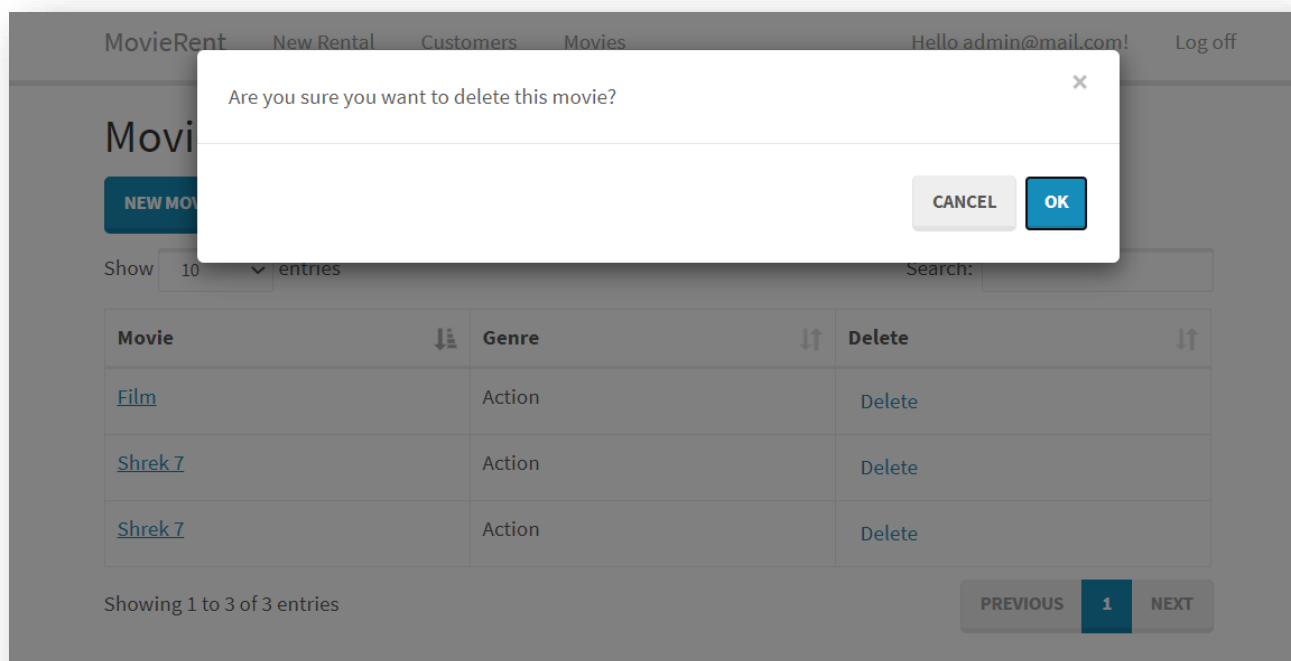 MovieRent New Rental Customers Movies Hello admin@mail.com! Log off
Are you sure you want to delete this movie? ×
Movi
NEW MOV
CANCEL OK
Show 10 entries Search:
Movie Genre Delete
Film Action Delete
Shrek 7 Action Delete
Shrek 7 Action Delete
Showing 1 to 3 of 3 entries PREVIOUS 1 NEXT